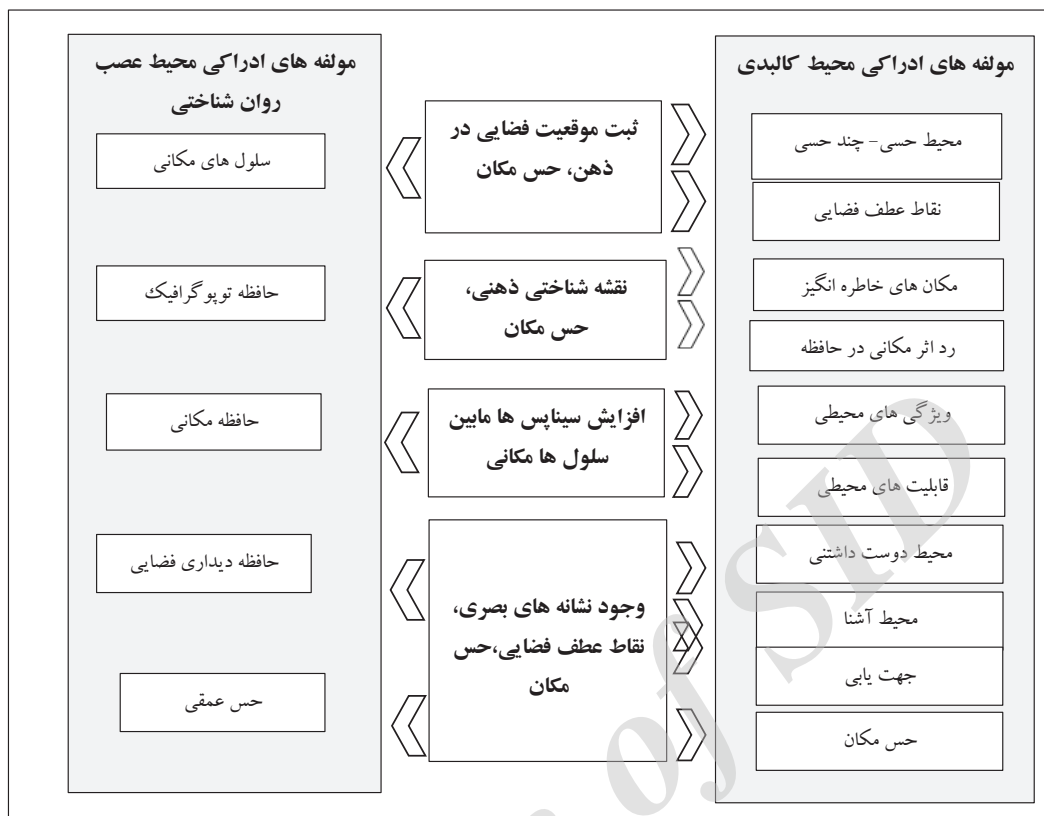 مولفه های ادراکی محیط کالبدی
محیط حسی- چند حسی
نقاط عطف فضایی
مکان های خاطره انگیز
رد اثر مکانی در حافظه
ویژگی های محیطی
قابلیت های محیطی
محیط دوست داشتنی
محیط آشنا
جهت یابی
حس مکان
ثبت موقعیت فضایی در
ذهن، حس مکان
نقشه شناختی ذهنی،
حس مکان
افزایش سیناپس ها مابین
سلول ها مکانی
وجود نشانه های بصری،
نقاط عطف فضایی،حس
مکان
مولفه های ادراکی محیط عصب
روان شناختی
سلول های مکانی
حافظه توپوگرافیک
حافظه مکانی
حافظه دیداری فضایی
حس عمقی
of SID